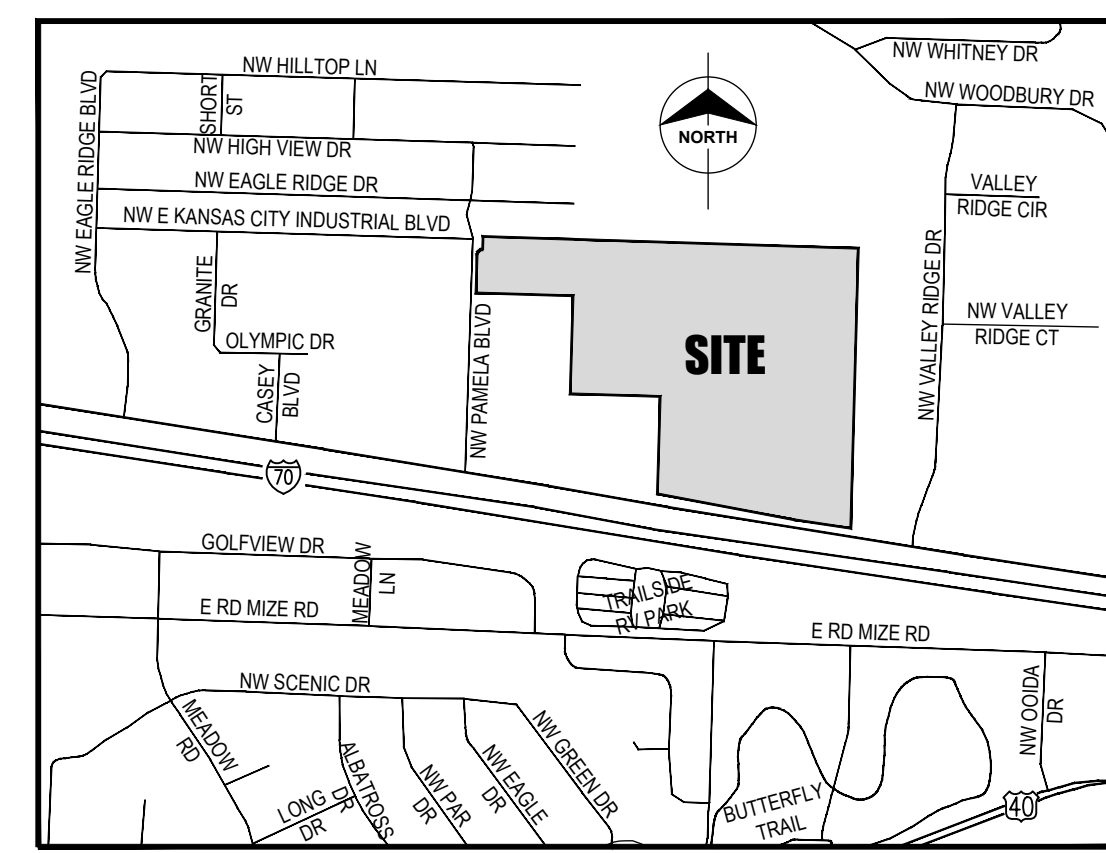 NW WHITNEY DR
NW HILLTOP LN
NW WOODBURY DR
NW EAGLE RIDGE BLVD
SHORT
ST
NORTH
NW HIGH VIEW DR
NW EAGLE RIDGE DR
VALLEY
RIDGE CIR
NW E KANSAS CITY INDUSTRIAL BLVD
GRANITE
DR
NW VALLEY RIDGE DR
NW VALLEY
RIDGE CT
OLYMPIC DR
SITE
CASEY
BLVD
NW PAMELA BLVD
70
GOLFVIEW DR
MEADOW
LN
TRAILSIDE
RV PARK
E RD MIZE RD
E RD MIZE RD
NW SCENIC DR
MEADOW
RD
NW OOIDA
DR
ALBATROSS
DR
NW PAR
DR
NW EAGLE
DR
NW GREEN DR
LONG
DR
BUTTERFLY
TRAIL
40